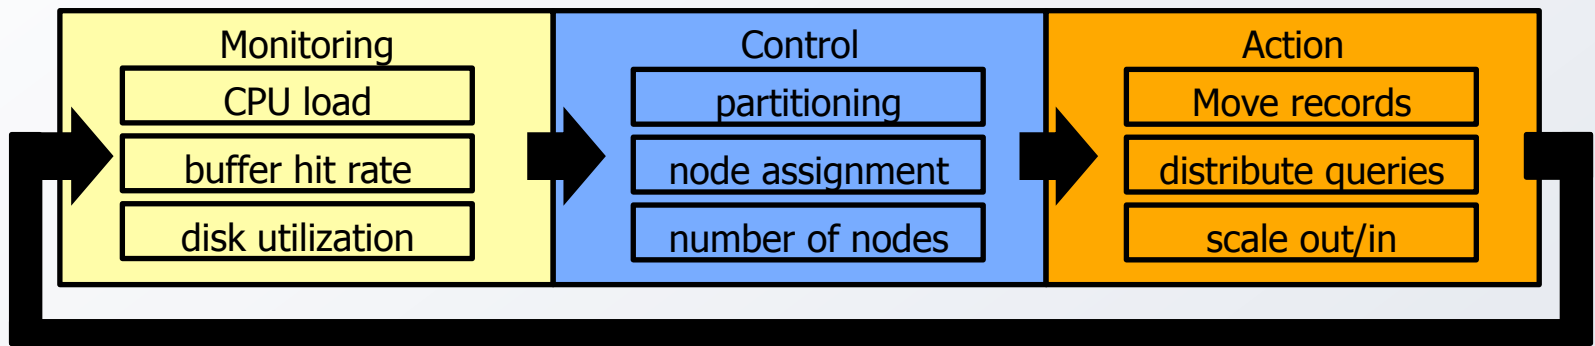 Monitoring
CPU load
buffer hit rate
disk utilization
Control
partitioning
node assignment
number of nodes
Action
Move records
distribute queries
scale out/in